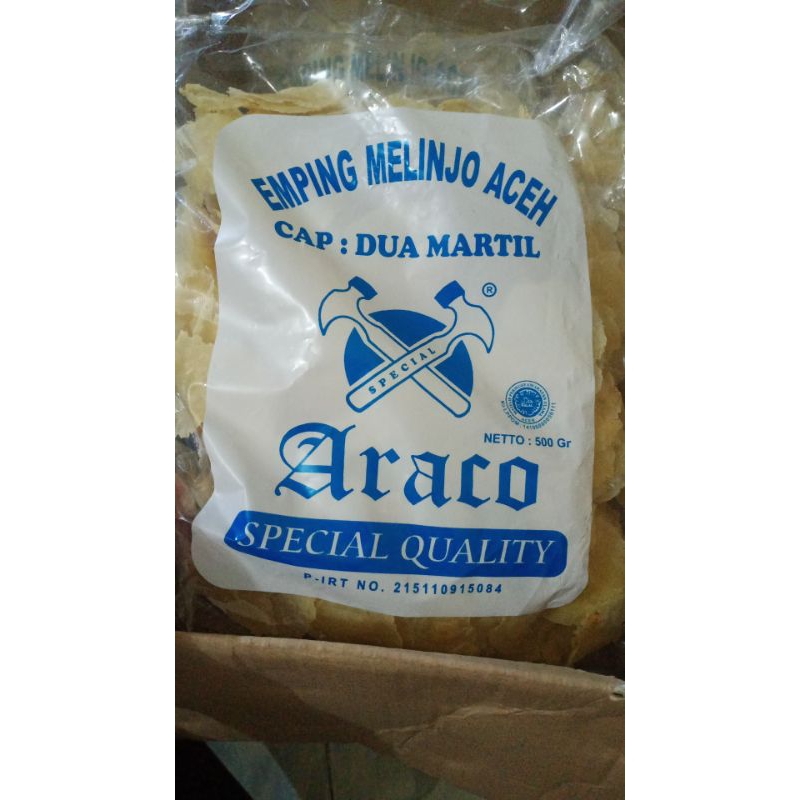 EMPING MELINJO ACEH
CAP : DUA MARTIL
®
SPECIAL
NETTO : 500 Gr
Araco
SPECIAL QUALITY
P-IRT NO. 215110915084